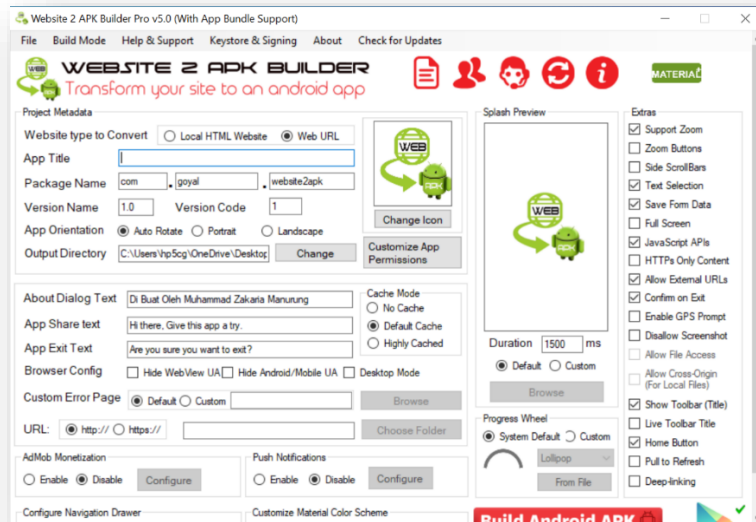 Website 2 APK Builder Pro v5.0 (With App Bundle Support)
File Build Mode Help & Support Keystore & Signing About Check for Updates
WEB
APK
WEBSITE 2 APK BUILDER
Transform your site to an android app
MATERIAL
Project Metadata
Website type to Convert Local HTML Website Web URL
App Title
Package Name com . goyal . website2apk
Version Name 1.0 Version Code 1
App Orientation Auto Rotate Portrait Landscape
Output Directory C:\Users\hp5cg\OneDrive\Desktop Change
WEB
APK
Change Icon
Customize App
Permissions
About Dialog Text Di Buat Oleh Muhammad Zakaria Manurung
App Share text Hi there, Give this app a try.
App Exit Text Are you sure you want to exit?
Cache Mode
No Cache
Default Cache
Highly Cached
Browser Config Hide WebView UA Hide Android/Mobile UA Desktop Mode
Custom Error Page Default Custom Browse
URL: http:// https:// Choose Folder
AdMob Monetization
Enable Disable Configure
Push Notifications
Enable Disable Configure
Configure Navigation Drawer
Customize Material Color Scheme
Splash Preview
WEB
APK
Duration 1500 ms
Default Custom
Browse
Progress Wheel
System Default Custom
Lollipop
From File
Build Android APK
Extras
Support Zoom
Zoom Buttons
Side ScrollBars
Text Selection
Save Form Data
Full Screen
JavaScript APIs
HTTPs Only Content
Allow External URLs
Confirm on Exit
Enable GPS Prompt
Disallow Screenshot
Allow File Access
Allow Cross-Origin
(For Local Files)
Show Toolbar (Title)
Live Toolbar Title
Home Button
Pull to Refresh
Deep-linking